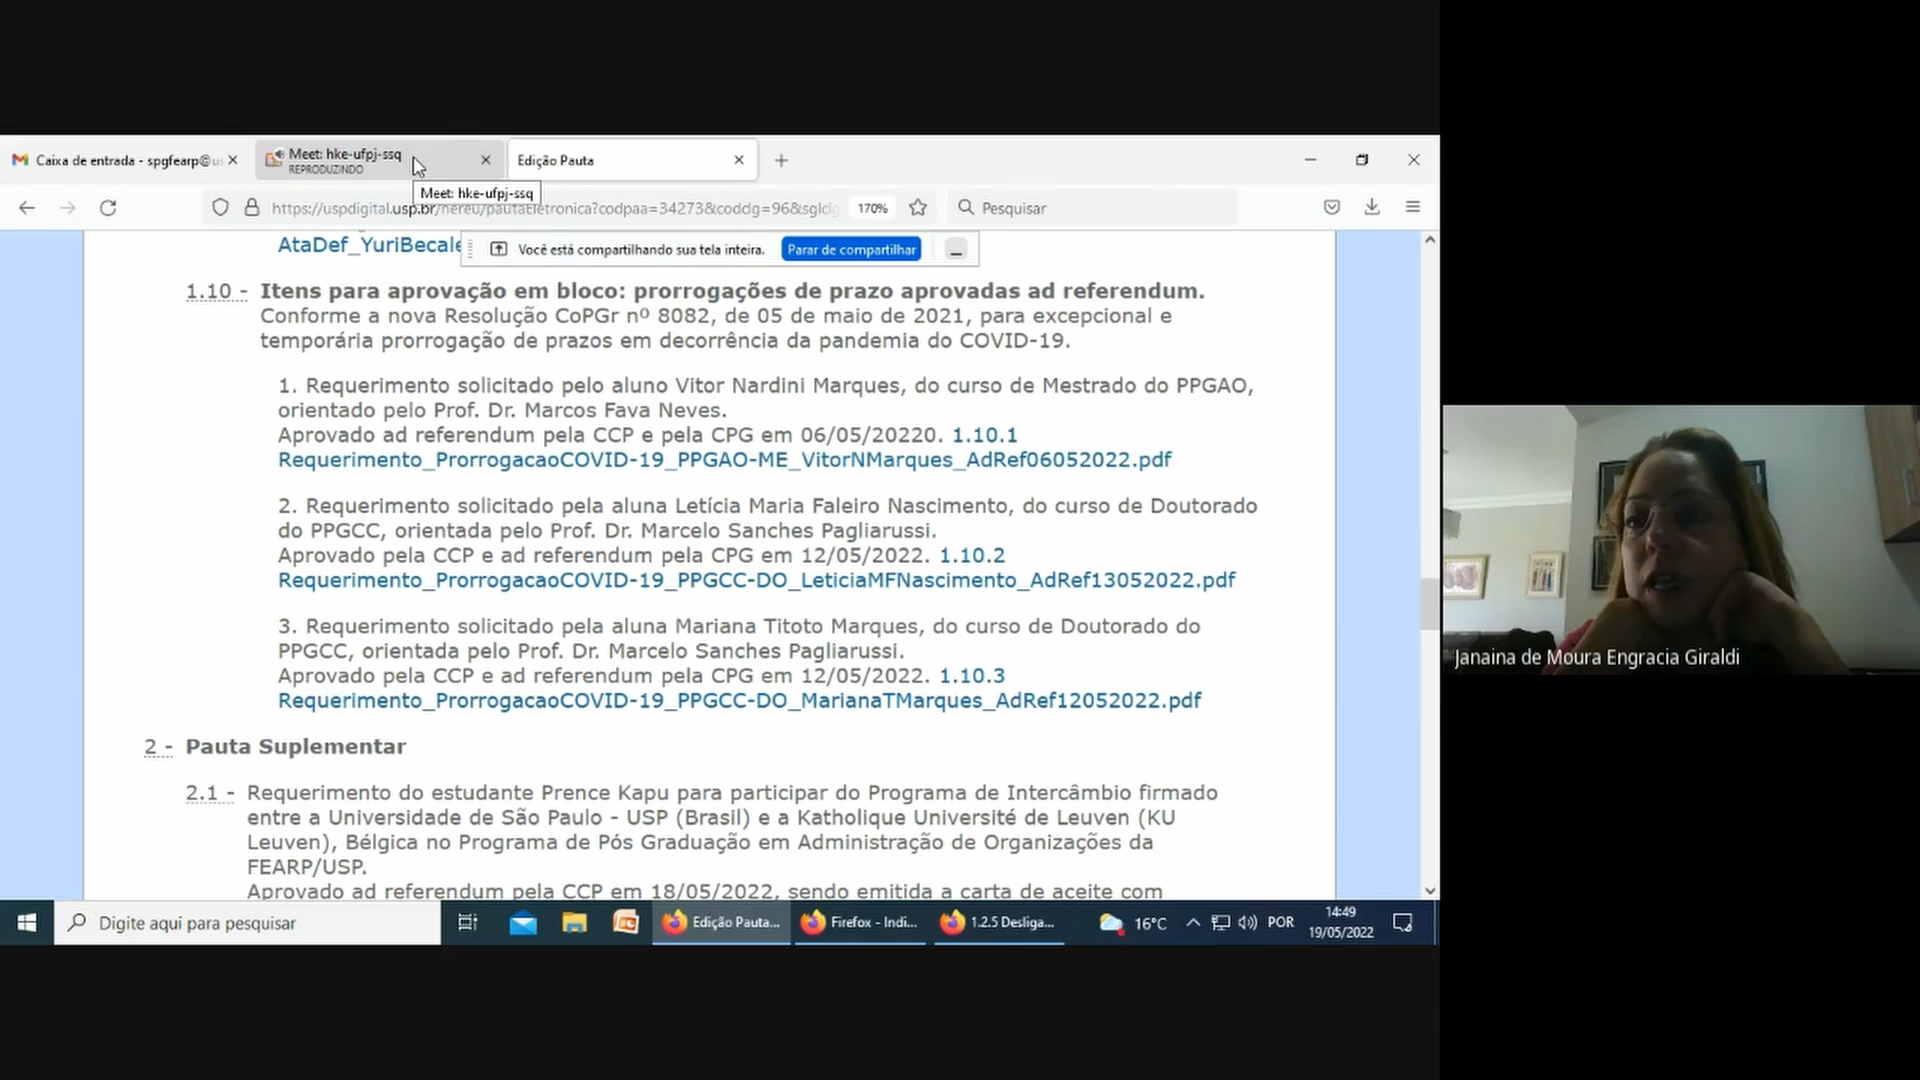 Caixa de entrada - spgfearp@us
Meet: hke-ufpj-ssq
REPRODUZINDO
Edição Pauta
Meet: hke-ufpj-ssq
https://uspdigital.usp.br/nereu/pautaEletronica?codpaa=34273&codclg=96&sglclg
170%
Pesquisar
AtaDef_YuriBecale
Você está compartilhando sua tela inteira.
Parar de compartilhar
1.10 - Itens para aprovação em bloco: prorrogações de prazo aprovadas ad referendum.
Conforme a nova Resolução CoPGr nº 8082, de 05 de maio de 2021, para excepcional e
temporária prorrogação de prazos em decorrência da pandemia do COVID-19.
1. Requerimento solicitado pelo aluno Vitor Nardini Marques, do curso de Mestrado do PPGAO,
orientado pelo Prof. Dr. Marcos Fava Neves.
Aprovado ad referendum pela CCP e pela CPG em 06/05/20220. 1.10.1
Requerimento_ProrrogacaoCOVID-19_PPGAO-ME_VitorNMarques_AdRef06052022.pdf
2. Requerimento solicitado pela aluna Letícia Maria Faleiro Nascimento, do curso de Doutorado
do PPGCC, orientada pelo Prof. Dr. Marcelo Sanches Pagliarussi.
Aprovado pela CCP e ad referendum pela CPG em 12/05/2022. 1.10.2
Requerimento_ProrrogacaoCOVID-19_PPGCC-DO_LeticiaMFNascimento_AdRef13052022.pdf
3. Requerimento solicitado pela aluna Mariana Titoto Marques, do curso de Doutorado do
PPGCC, orientada pelo Prof. Dr. Marcelo Sanches Pagliarussi.
Aprovado pela CCP e ad referendum pela CPG em 12/05/2022. 1.10.3
Requerimento_ProrrogacaoCOVID-19_PPGCC-DO_MarianaTMarques_AdRef12052022.pdf
2 - Pauta Suplementar
2.1 - Requerimento do estudante Prence Kapu para participar do Programa de Intercâmbio firmado
entre a Universidade de São Paulo - USP (Brasil) e a Katholique Université de Leuven (KU
Leuven), Bélgica no Programa de Pós Graduação em Administração de Organizações da
FEARP/USP.
Aprovado ad referendum pela CCP em 18/05/2022, sendo emitida a carta de aceite com
Janaina de Moura Engracia Giraldi
Digite aqui para pesquisar
Edição Pauta...
Firefox - Indi...
1.2.5 Desliga...
16°C
POR
14:49
19/05/2022